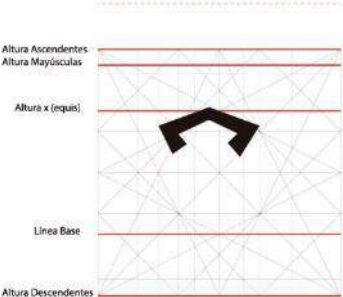 Altura Ascendentes
Altura Mayúsculas
Altura x (equis)
Línea Base
Altura Descendentes